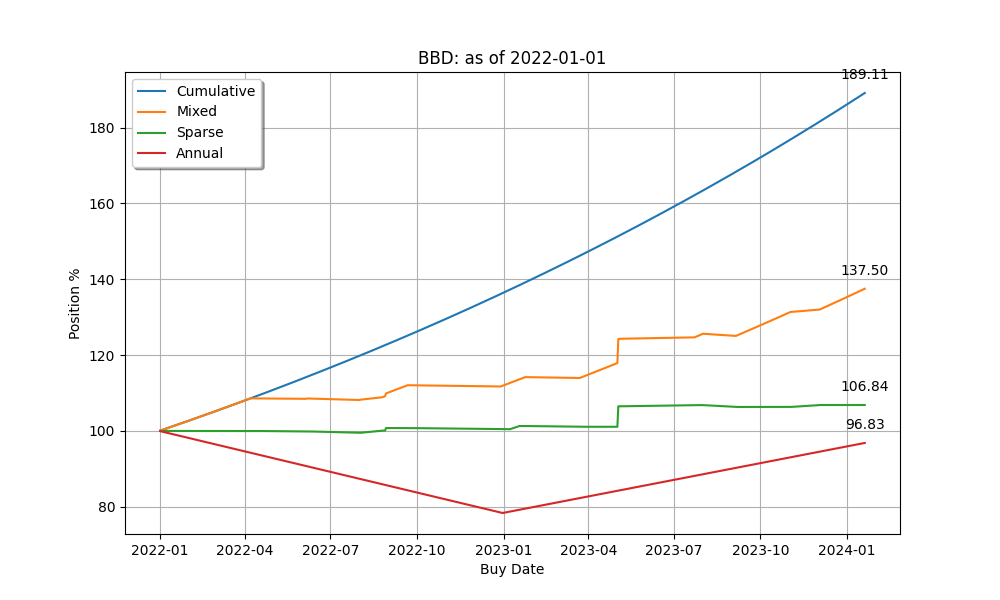 BBD: as of 2022-01-01
Cumulative
Mixed
Sparse
Annual
189.11
137.50
106.84
96.83
Position %
180
160
140
120
100
80
2022-01 2022-04 2022-07 2022-10 2023-01 2023-04 2023-07 2023-10 2024-01
Buy Date